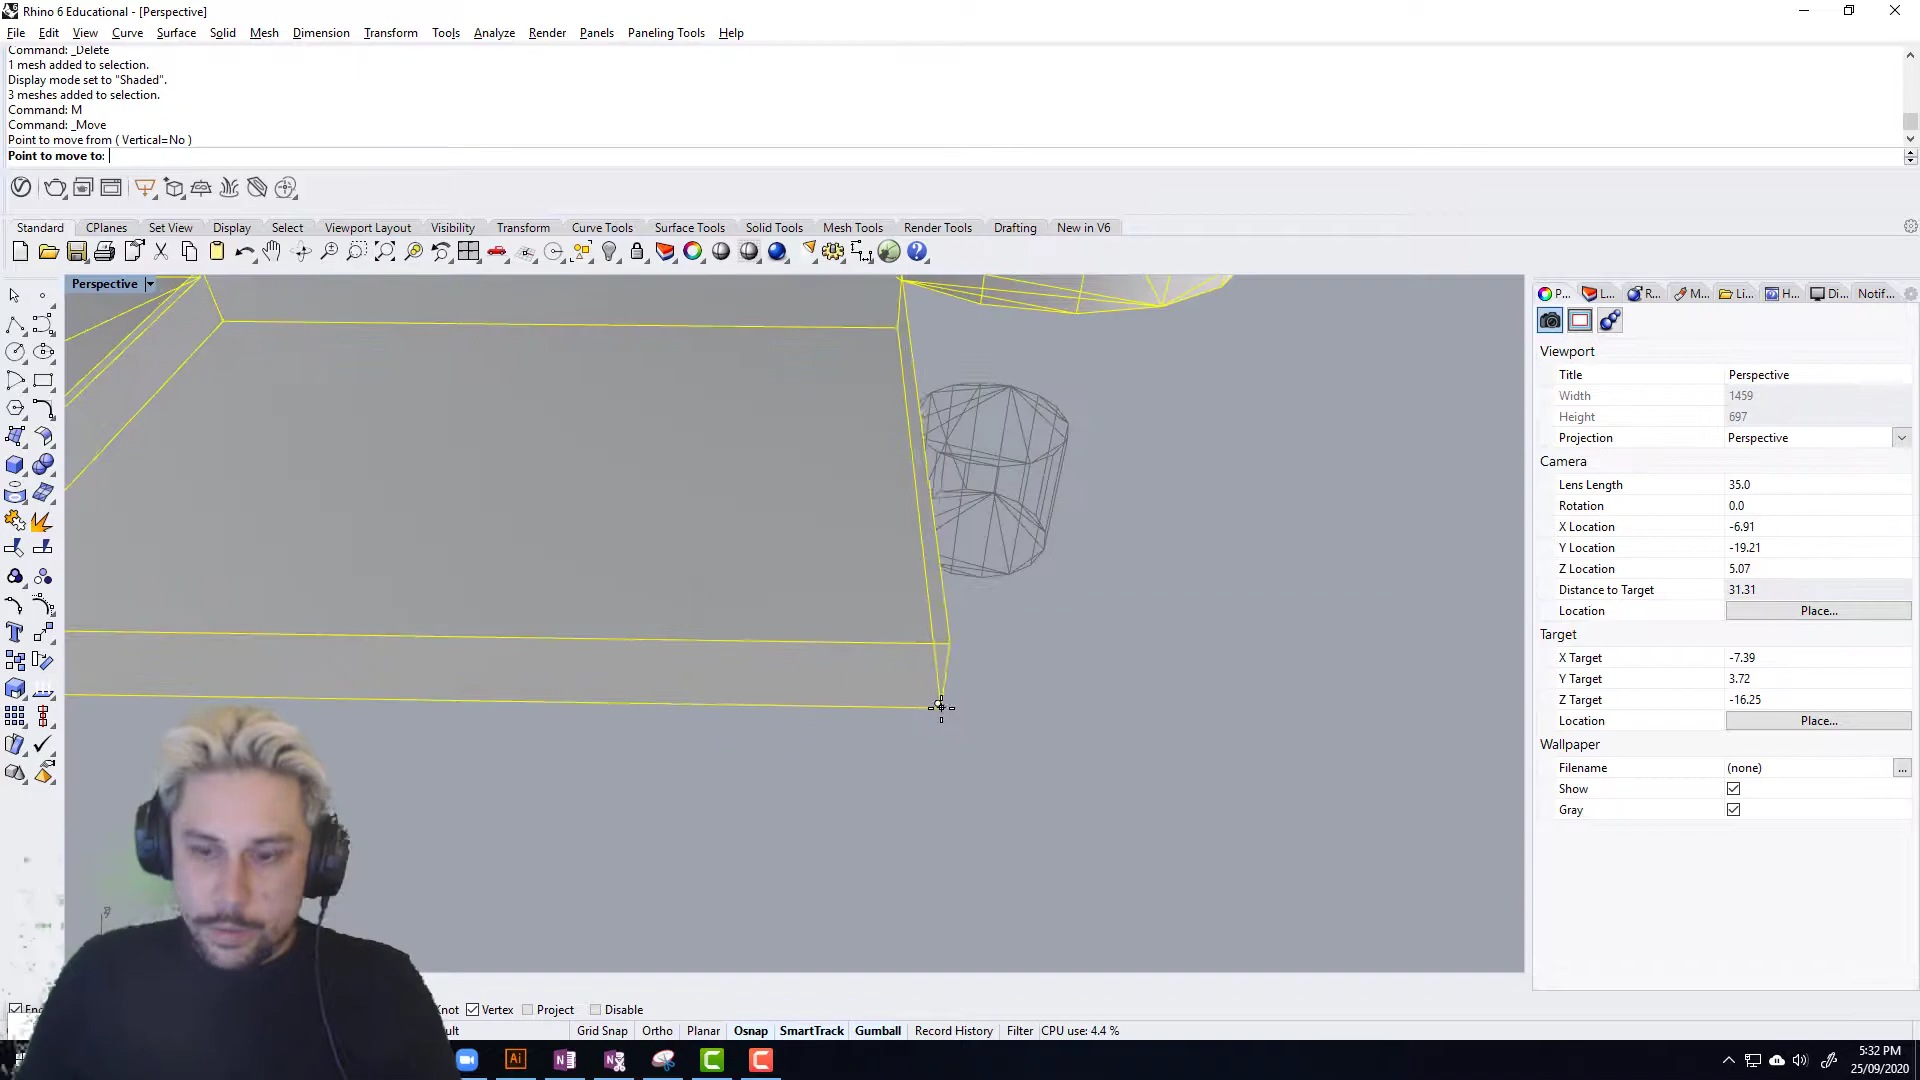 Rhino 6 Educational - [Perspective]
File Edit View Curve Surface Solid Mesh Dimension Transform Tools Analyze Render Panels Paneling Tools Help
Command: _Delete
1 mesh added to selection.
Display mode set to "Shaded".
3 meshes added to selection.
Command: M
Command: _Move
Point to move from ( Vertical=No )
Point to move to:
Standard CPlanes Set View Display Select Viewport Layout Visibility Transform Curve Tools Surface Tools Solid Tools Mesh Tools Render Tools Drafting New in V6
Perspective
P... L... R... M... Li... H... Di... Notif...
Viewport
Title Perspective
Width 1459
Height 697
Projection Perspective
Camera
Lens Length 35.0
Rotation 0.0
X Location -6.91
Y Location -19.21
Z Location 5.07
Distance to Target 31.31
Location Place...
Target
X Target -7.39
Y Target 3.72
Z Target -16.25
Location Place...
Wallpaper
Filename (none) ...
Show
Gray
Knot Vertex Project Disable
Grid Snap Ortho Planar Osnap SmartTrack Gumball Record History Filter CPU use: 4.4 %
5:32 PM
25/09/2020